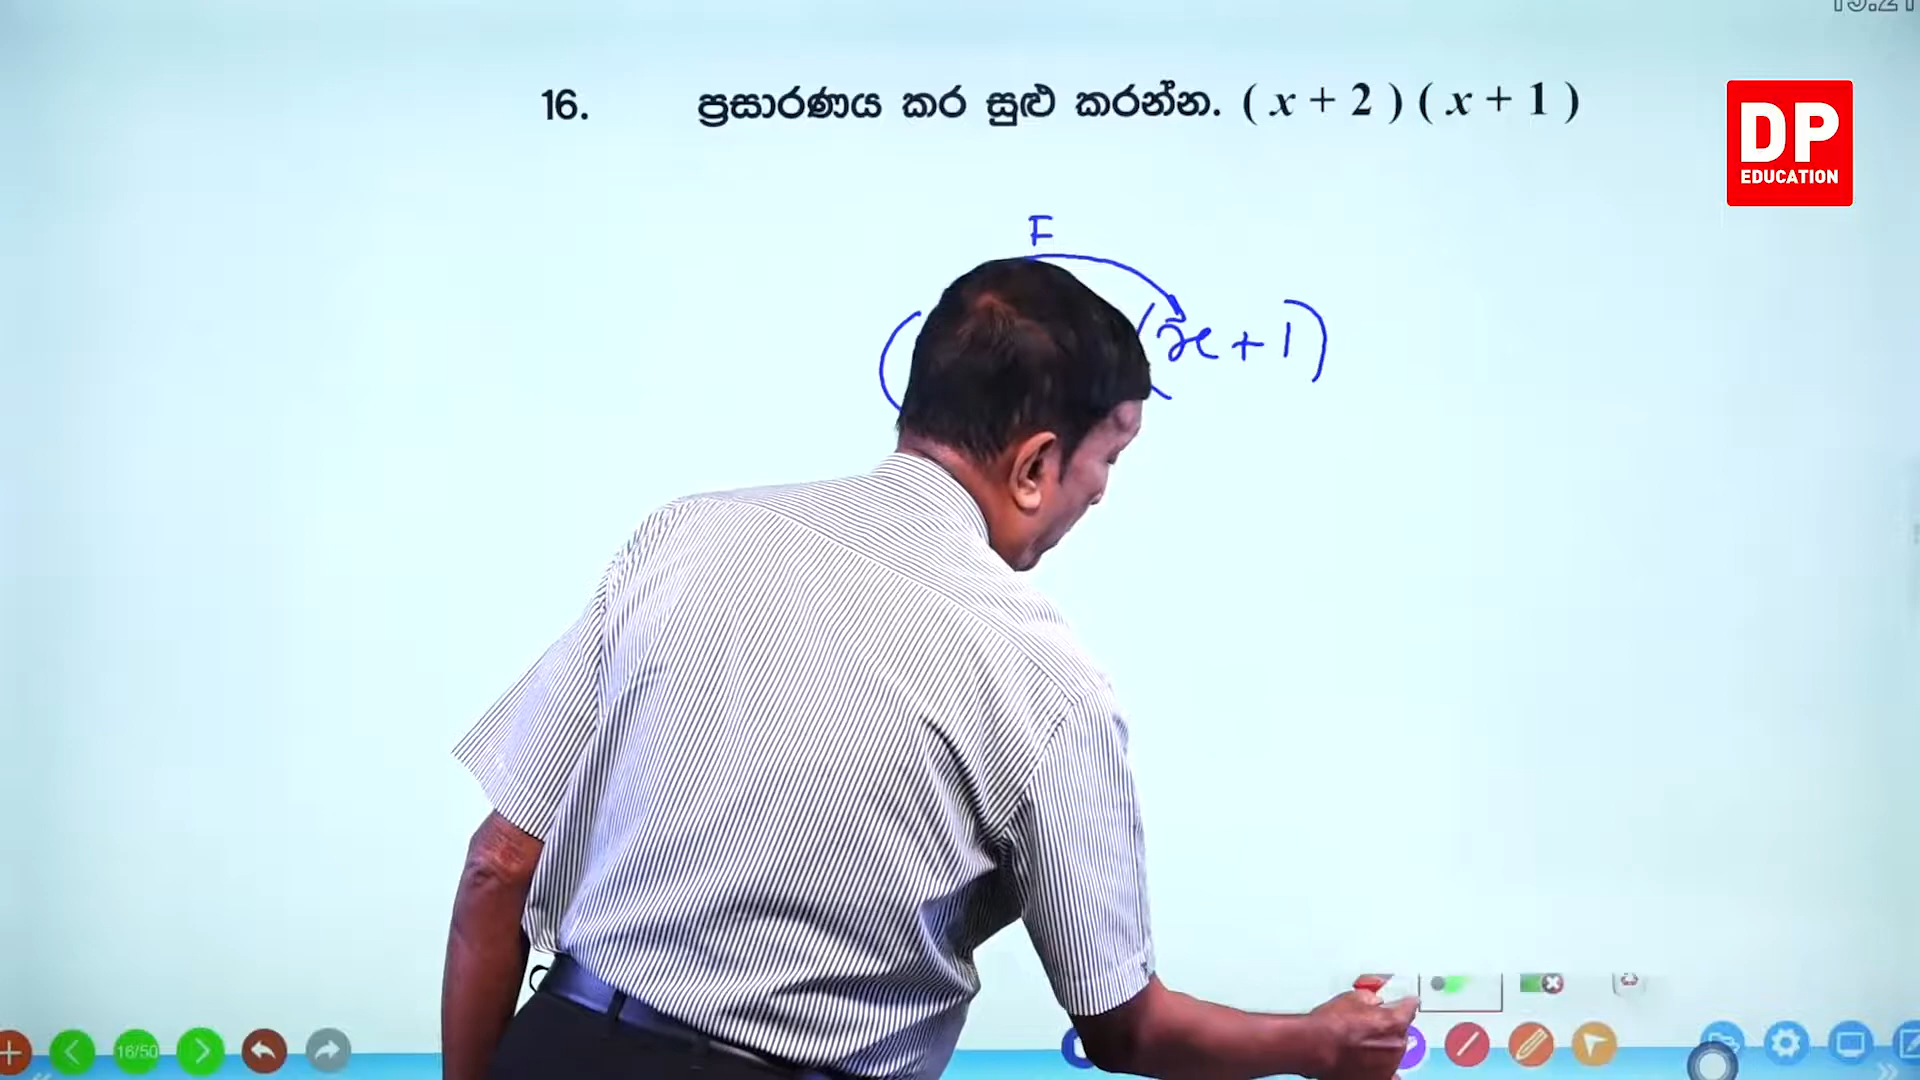 16. ප්‍රසාරණය කර සුළු කරන්න. ( x + 2 ) ( x + 1 )
DP
EDUCATION
F
( (x + 1)
16/50